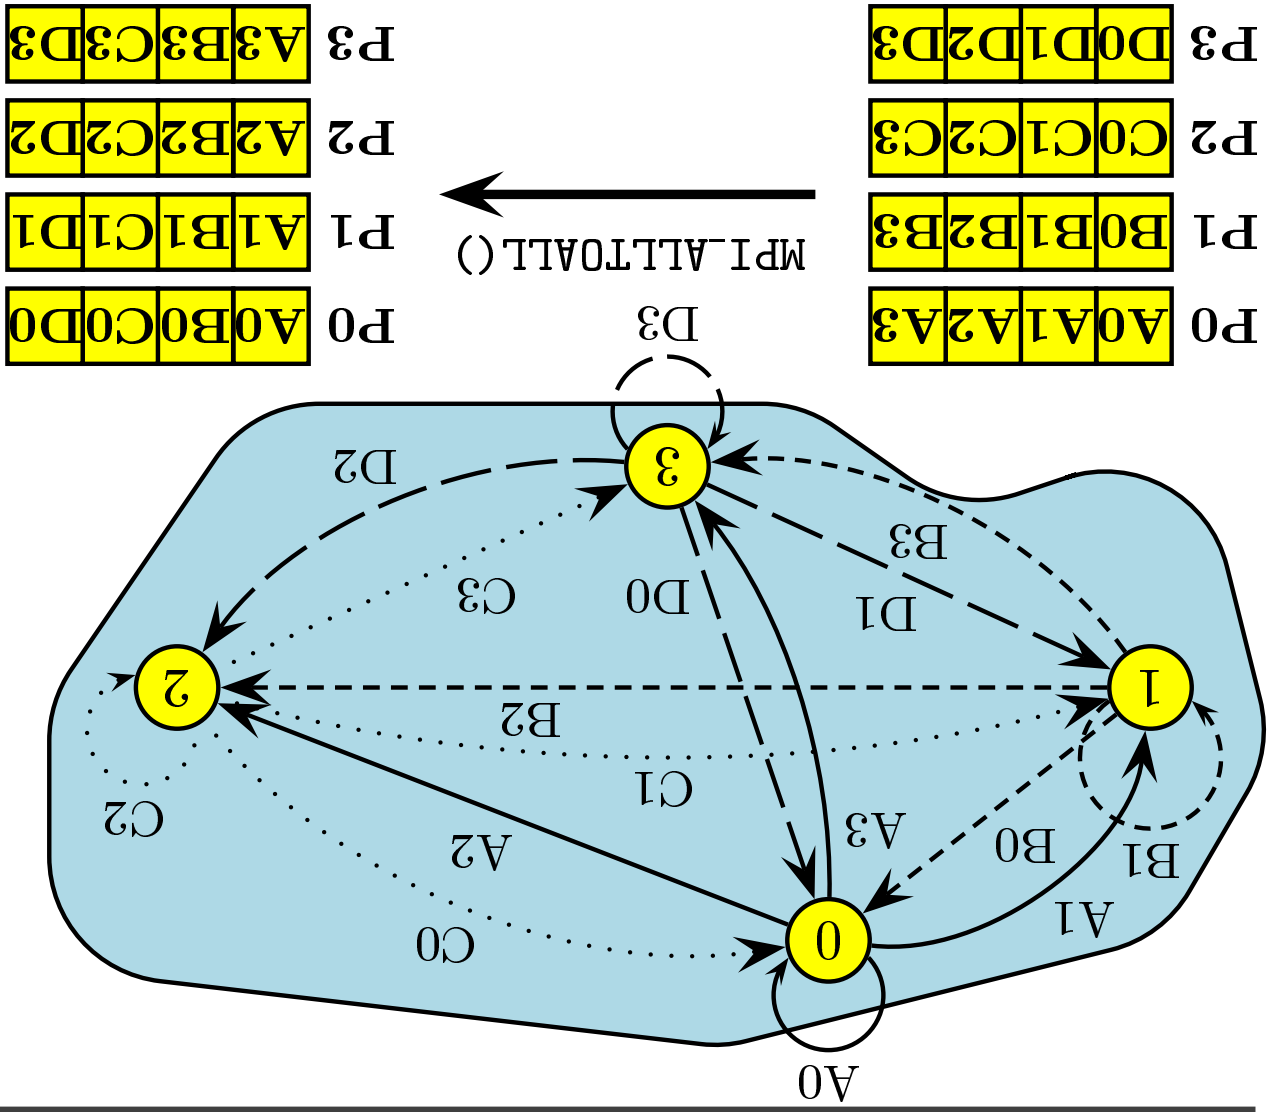 A0
A1 0 C0
B1 B0 A3 A2 C2
C1
B2
1 2
D1 D0 C3
B3
3 D2
D3
P0 A0 A1 A2 A3
P1 B0 B1 B2 B3
P2 C0 C1 C2 C3
P3 D0 D1 D2 D3
MPI_ALLTOALL()
P0 A0 B0 C0 D0
P1 A1 B1 C1 D1
P2 A2 B2 C2 D2
P3 A3 B3 C3 D3